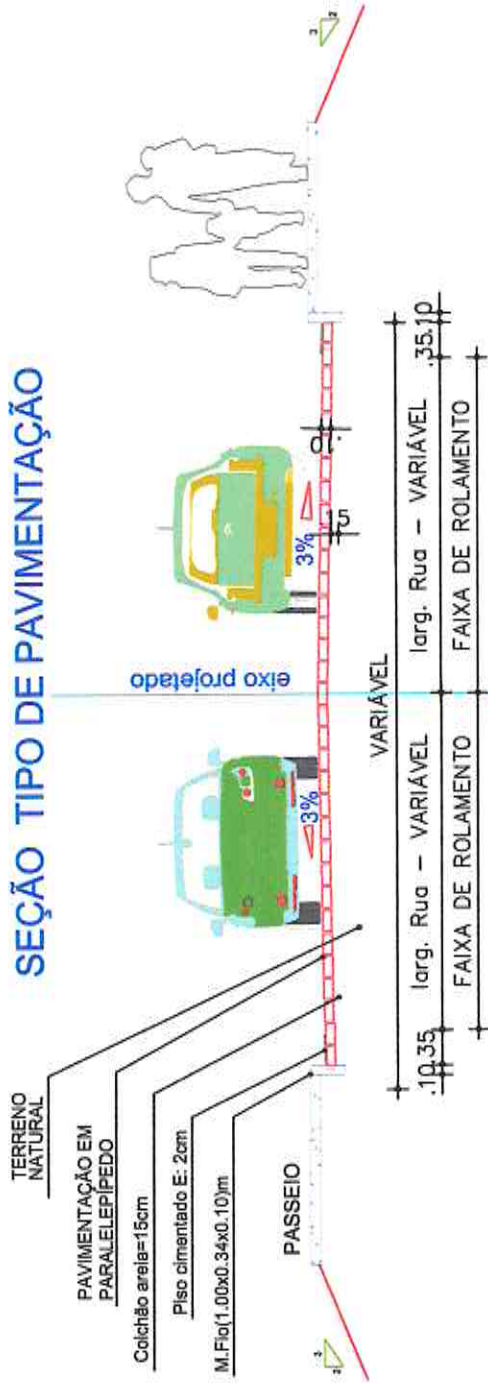 SEÇÃO TIPO DE PAVIMENTAÇÃO
TERRENO
NATURAL
PAVIMENTAÇÃO EM
PARALELEPÍPEDO
Colchão areia=15cm
Piso cimentado E: 2cm
M.Fio(1.00x0.34x0.10)m
PASSEIO
eixo projetado
3%
3%
.10
15
3
2
3
2
VARIÁVEL
.10 .35 larg. Rua - VARIÁVEL larg. Rua - VARIÁVEL .35 .10
FAIXA DE ROLAMENTO FAIXA DE ROLAMENTO